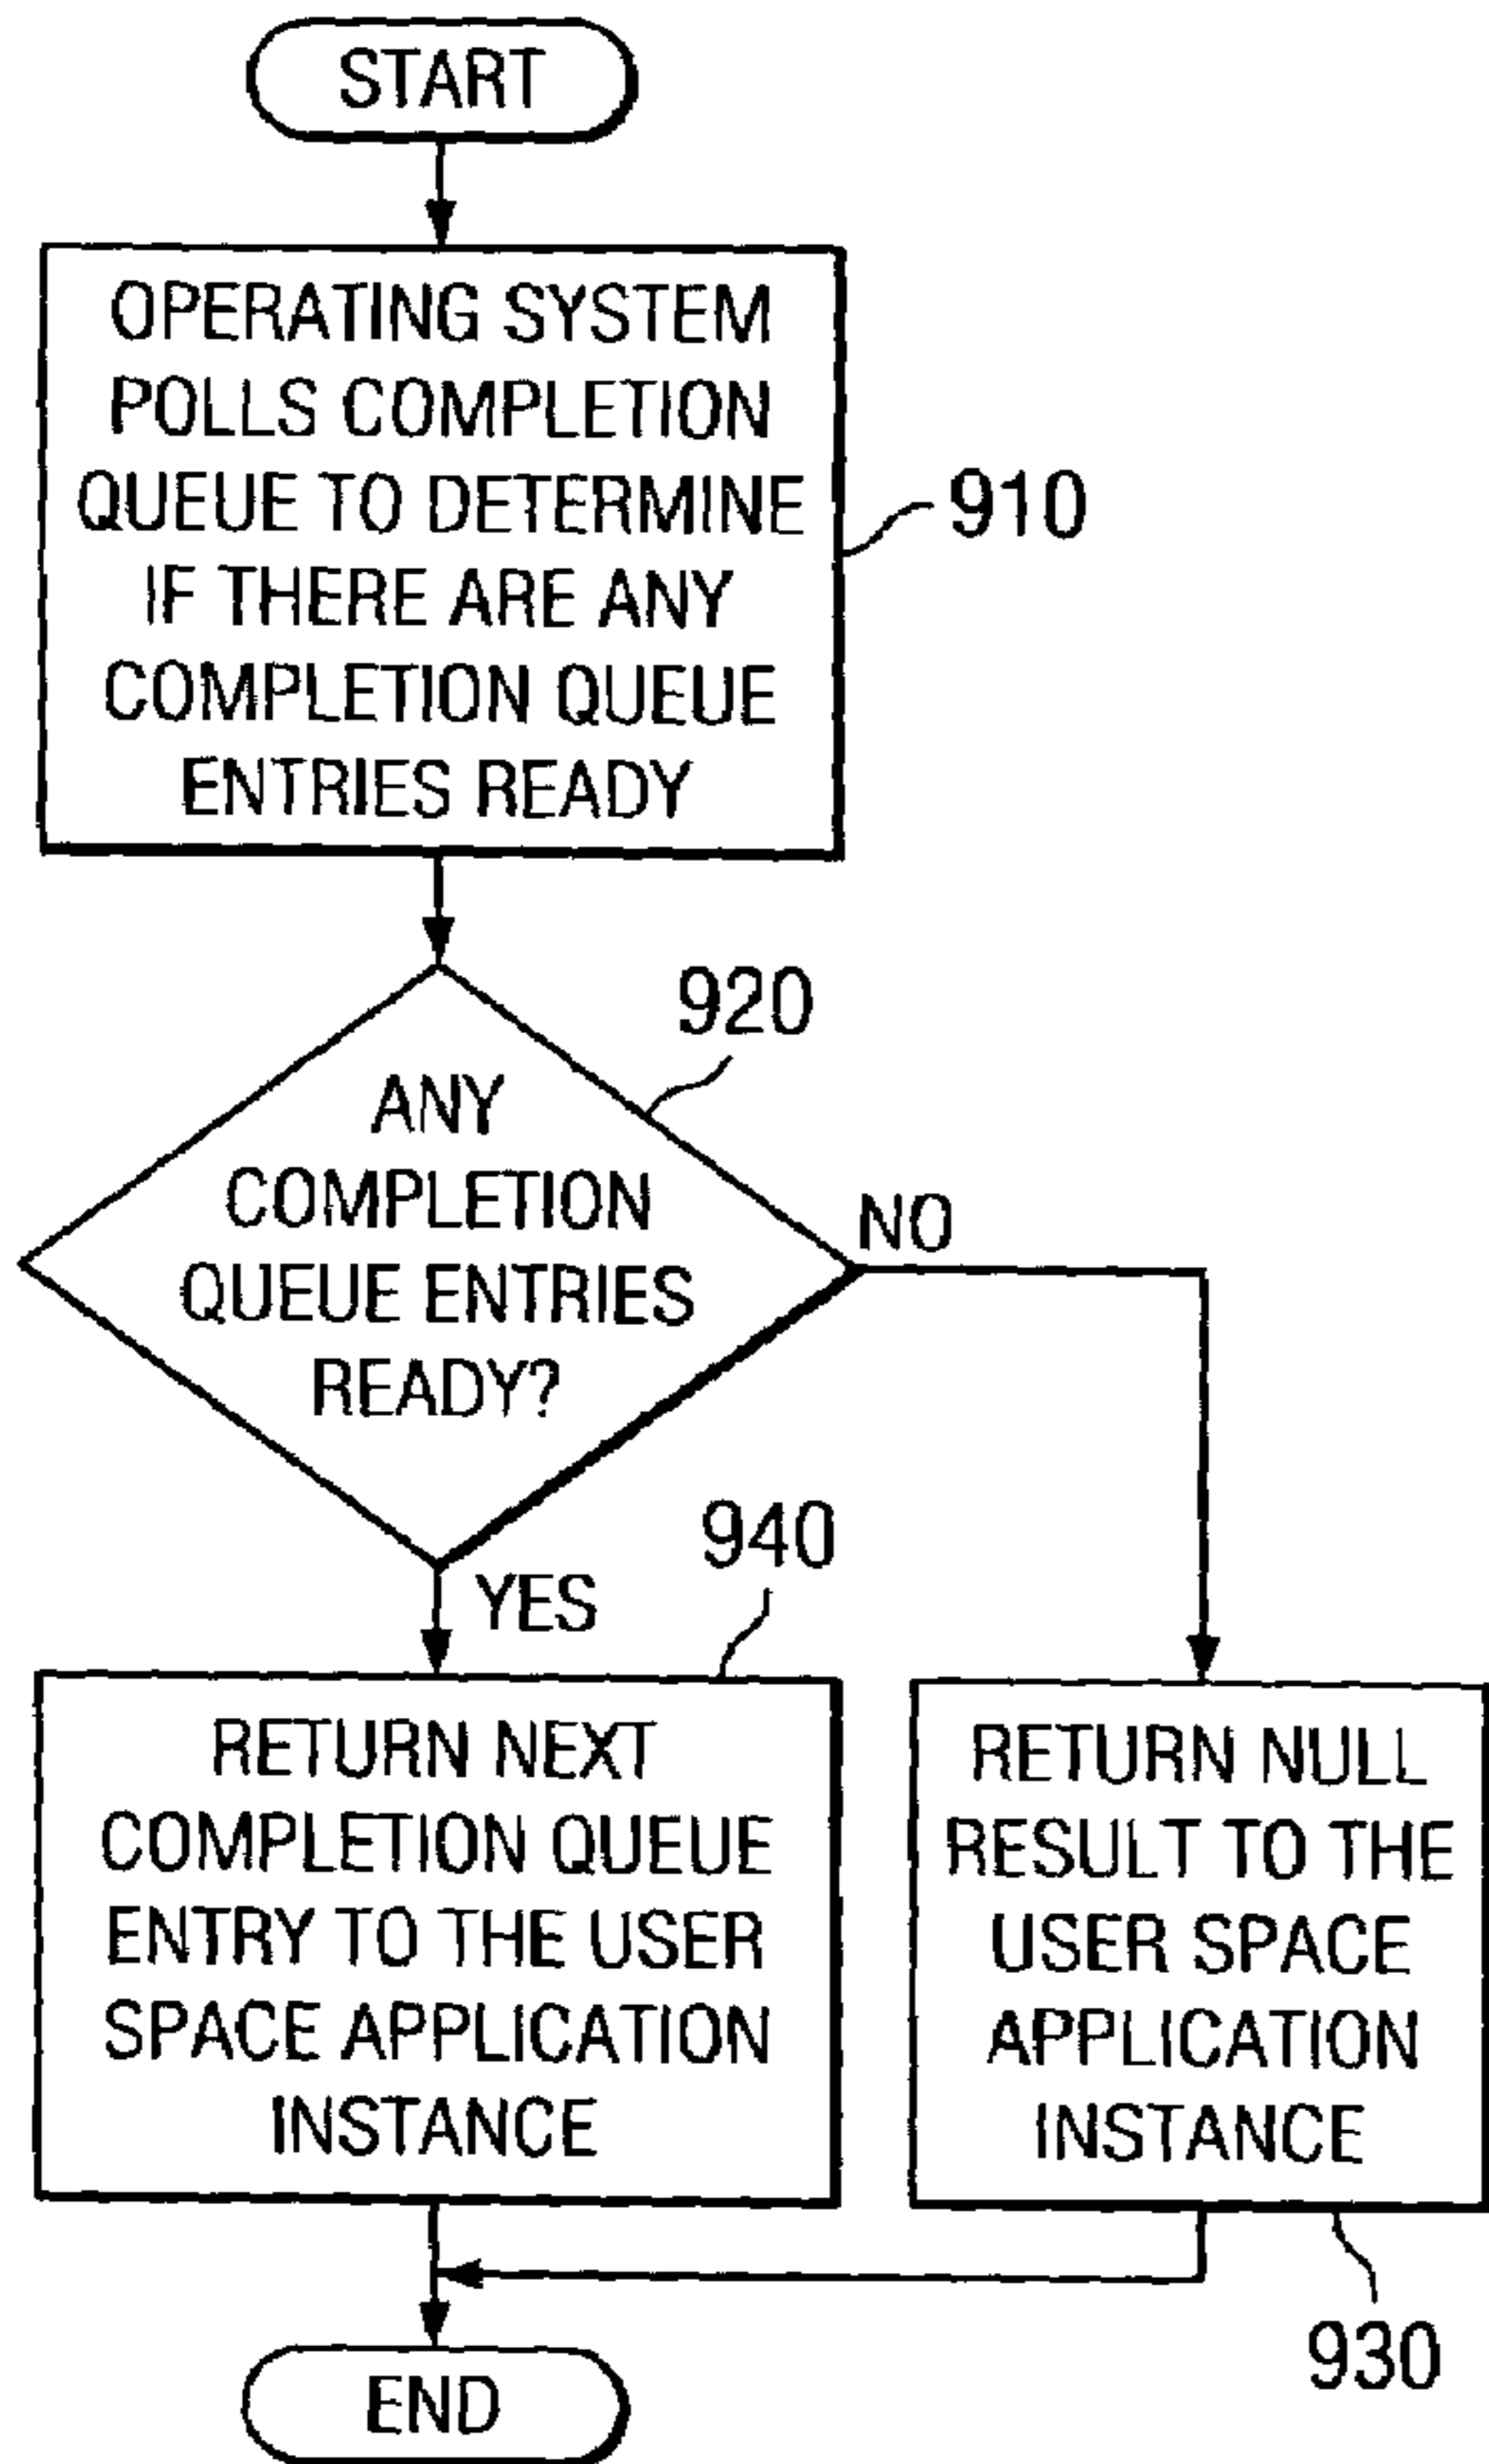 START
OPERATING SYSTEM
POLLS COMPLETION
QUEUE TO DETERMINE
IF THERE ARE ANY
COMPLETION QUEUE
ENTRIES READY
910
920
ANY
COMPLETION
QUEUE ENTRIES
READY?
NO
YES
940
RETURN NEXT
COMPLETION QUEUE
ENTRY TO THE USER
SPACE APPLICATION
INSTANCE
RETURN NULL
RESULT TO THE
USER SPACE
APPLICATION
INSTANCE
930
END